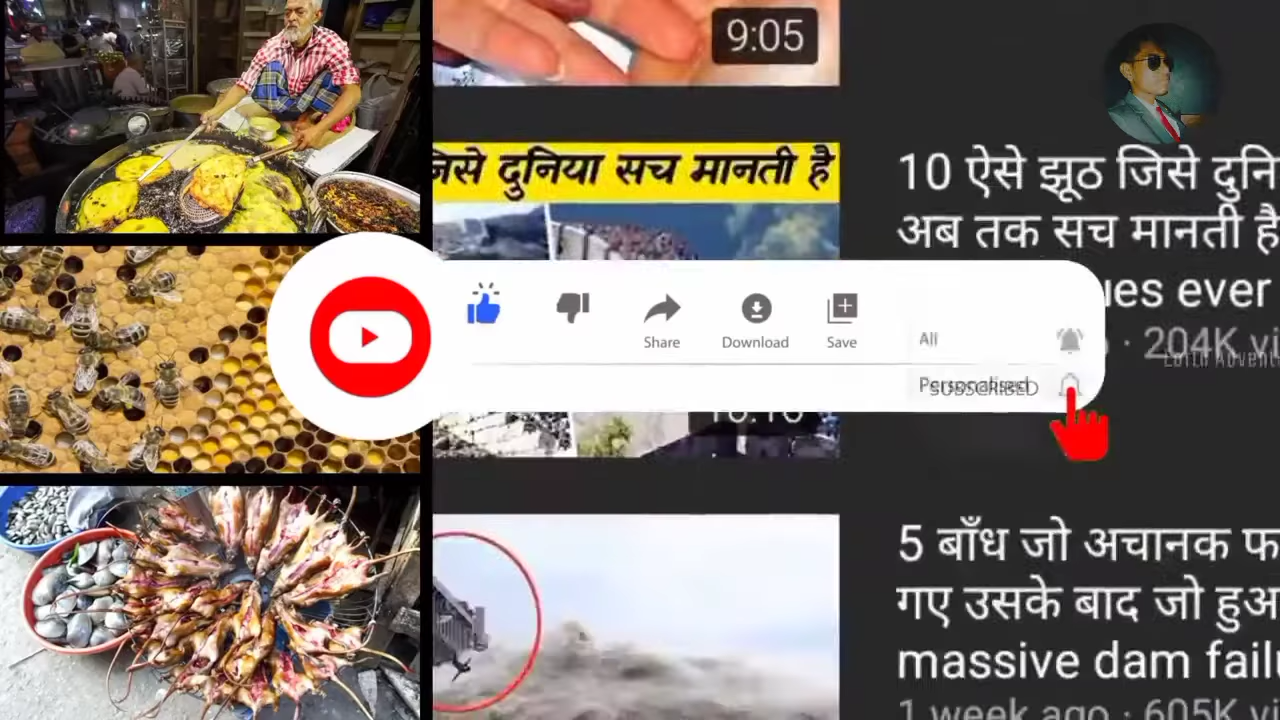 9:05
जिसे दुनिया सच मानती है
10 ऐसे झूठ जिसे दुनि
अब तक सच मानती है
ues ever
204K vi
Share
Download
Save
All
Personalised
SUBSCRIBED
5 बाँध जो अचानक फ
गए उसके बाद जो हुआ
massive dam failu
1 week ago · 605K vi